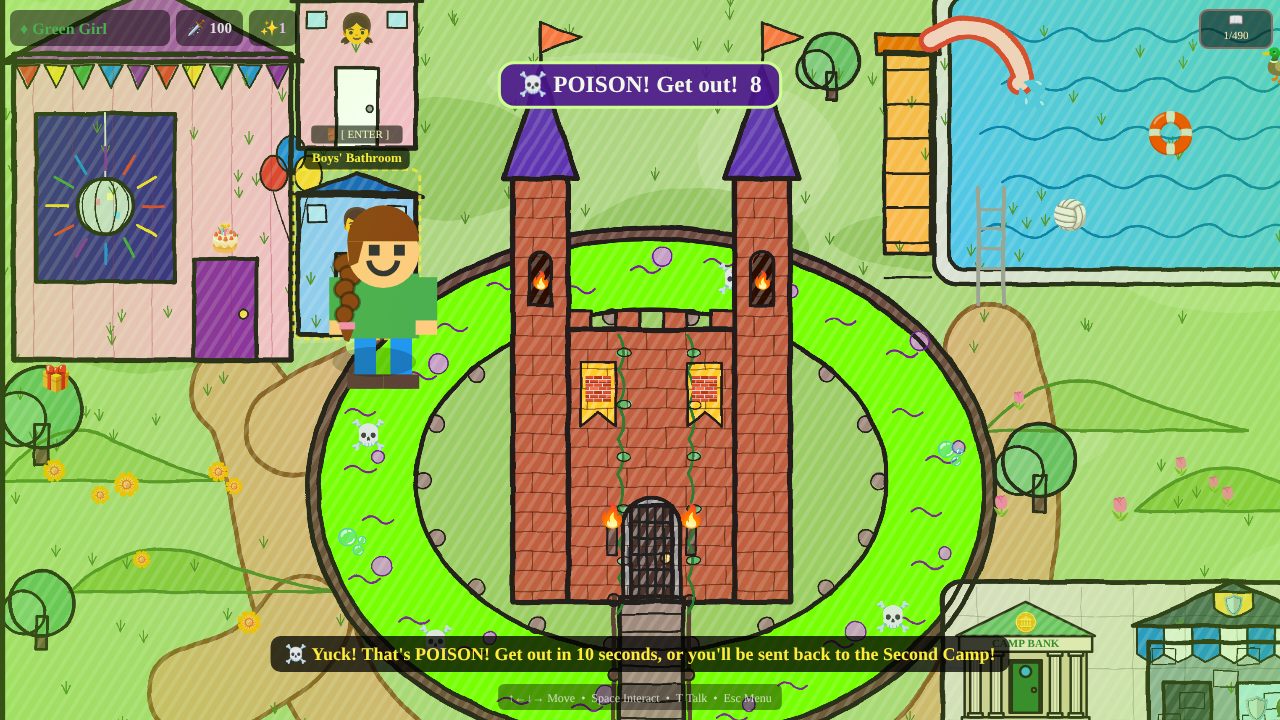 ♦ Green Girl
100
✨1
1/490
☠️ POISON! Get out! 8
[ ENTER ]
Boys' Bathroom
CAMP BANK
☠️ Yuck! That's POISON! Get out in 10 seconds, or you'll be sent back to the Second Camp!
↑←↓→ Move • Space Interact • T Talk • Esc Menu